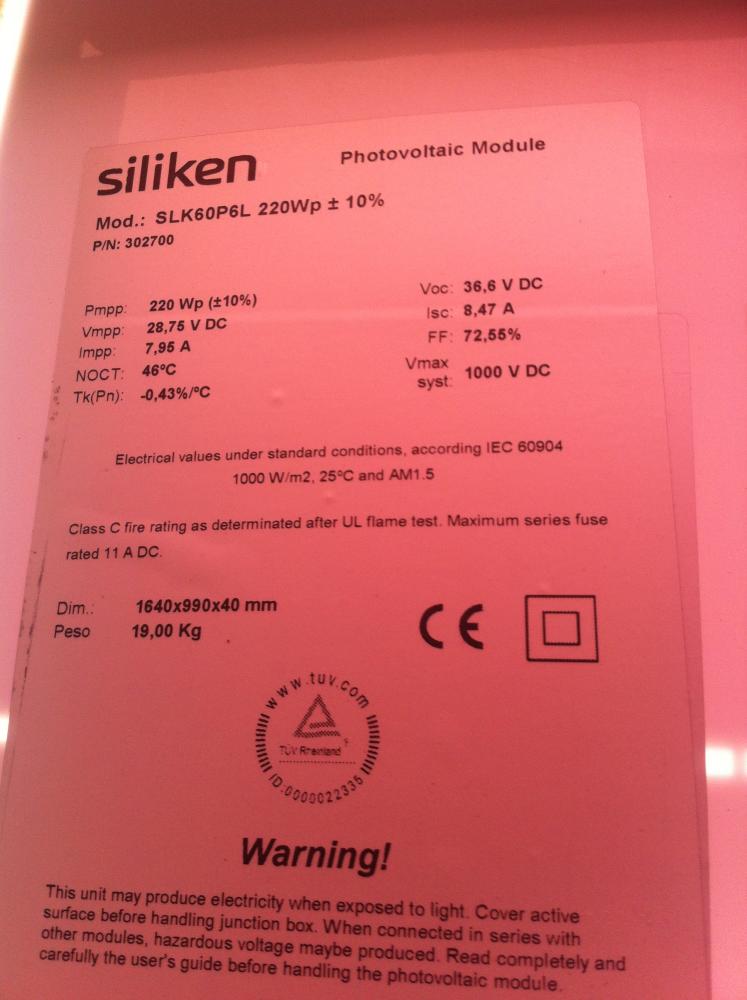 siliken
Photovoltaic Module
Mod.: SLK60P6L 220Wp ± 10%
P/N: 302700
Pmpp: 220 Wp (±10%)
Vmpp: 28,75 V DC
Impp: 7,95 A
NOCT: 46ºC
Tk(Pn): -0,43%/ºC
Voc: 36,6 V DC
Isc: 8,47 A
FF: 72,55%
Vmax
syst: 1000 V DC
Electrical values under standard conditions, according IEC 60904
1000 W/m2, 25ºC and AM1.5
Class C fire rating as determinated after UL flame test. Maximum series fuse
rated 11 A DC.
Dim.: 1640x990x40 mm
Peso 19,00 Kg
CE
www.tuv.com
TÜV Rheinland
ID:0000022335
Warning!
This unit may produce electricity when exposed to light. Cover active
surface before handling junction box. When connected in series with
other modules, hazardous voltage maybe produced. Read completely and
carefully the user's guide before handling the photovoltaic module.